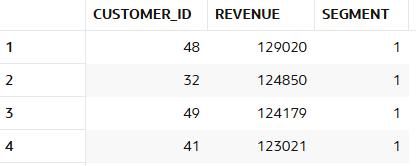 CUSTOMER_ID REVENUE SEGMENT
1 48 129020 1
2 32 124850 1
3 49 124179 1
4 41 123021 1